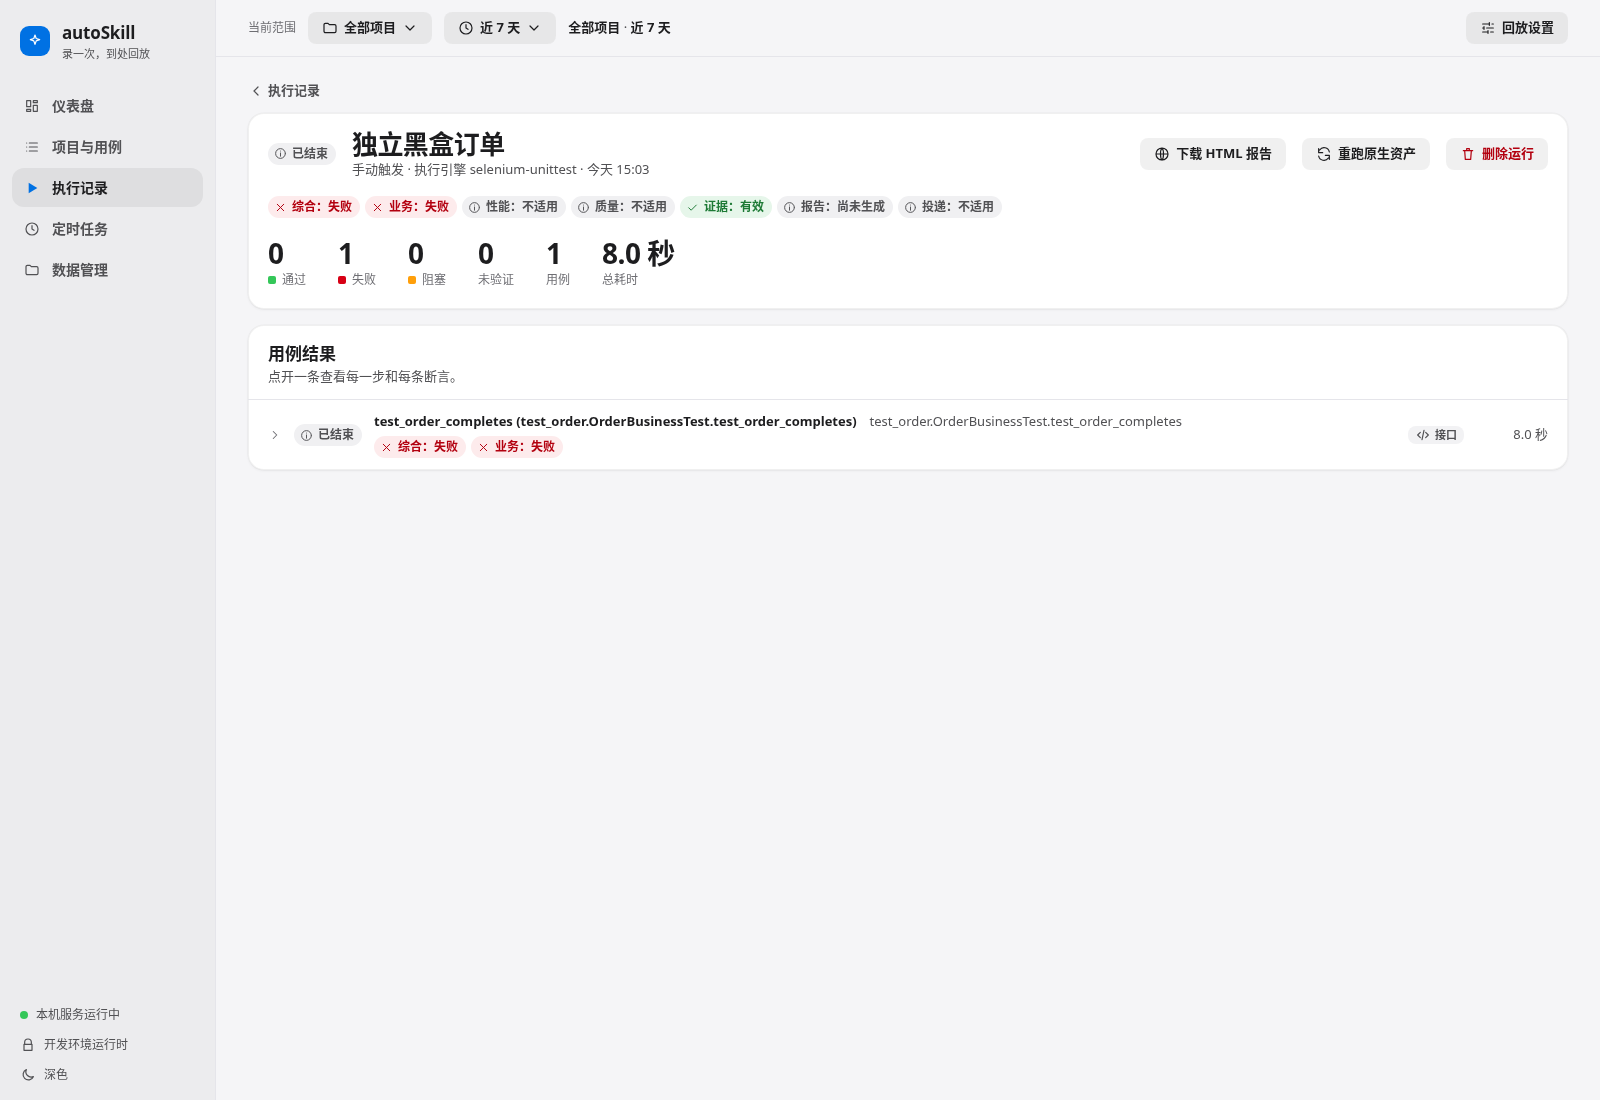 autoSkill
录一次，到处回放
仪表盘
项目与用例
执行记录
定时任务
数据管理
本机服务运行中
开发环境运行时
深色
当前范围 全部项目 近 7 天 全部项目 · 近 7 天 回放设置
执行记录
已结束 独立黑盒订单
手动触发 · 执行引擎 selenium-unittest · 今天 15:03
下载 HTML 报告 重跑原生资产 删除运行
综合：失败 业务：失败 性能：不适用 质量：不适用 证据：有效 报告：尚未生成 投递：不适用
0 1 0 0 1 8.0 秒
通过 失败 阻塞 未验证 用例 总耗时
用例结果
点开一条查看每一步和每条断言。
已结束 test_order_completes (test_order.OrderBusinessTest.test_order_completes) test_order.OrderBusinessTest.test_order_completes
综合：失败 业务：失败
接口 8.0 秒